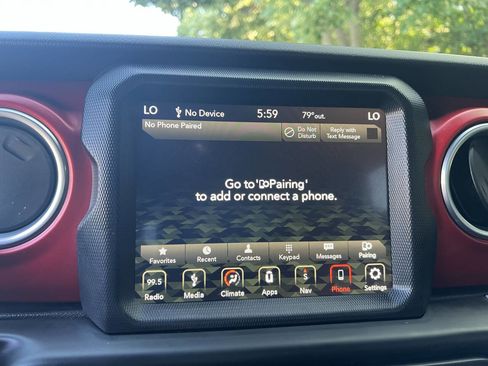 LO No Device 5:59 79°out. LO
No Phone Paired
Do Not
Disturb
Reply with
Text Message
Go to 'Pairing'
to add or connect a phone.
Favorites Recent Contacts Keypad Messages Pairing
99.5 S
Radio Media Climate Apps Nav Phone Settings